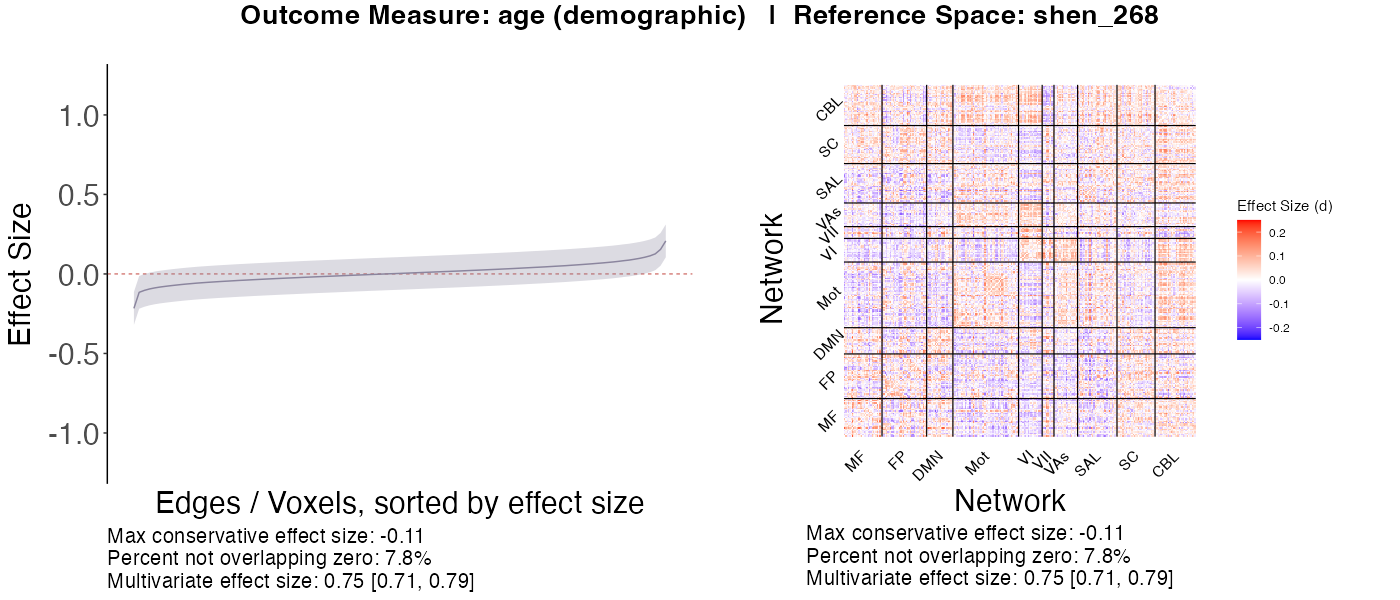 Outcome Measure: age (demographic) | Reference Space: shen_268
Effect Size
1.0
0.5
0.0
-0.5
-1.0
Edges / Voxels, sorted by effect size
Max conservative effect size: -0.11
Percent not overlapping zero: 7.8%
Multivariate effect size: 0.75 [0.71, 0.79]
Network
CBL
SC
SAL
VAs
VII
VI
Mot
DMN
FP
MF
MF
FP
DMN
Mot
VI
VII
VAs
SAL
SC
CBL
Network
Max conservative effect size: -0.11
Percent not overlapping zero: 7.8%
Multivariate effect size: 0.75 [0.71, 0.79]
Effect Size (d)
0.2
0.1
0.0
-0.1
-0.2